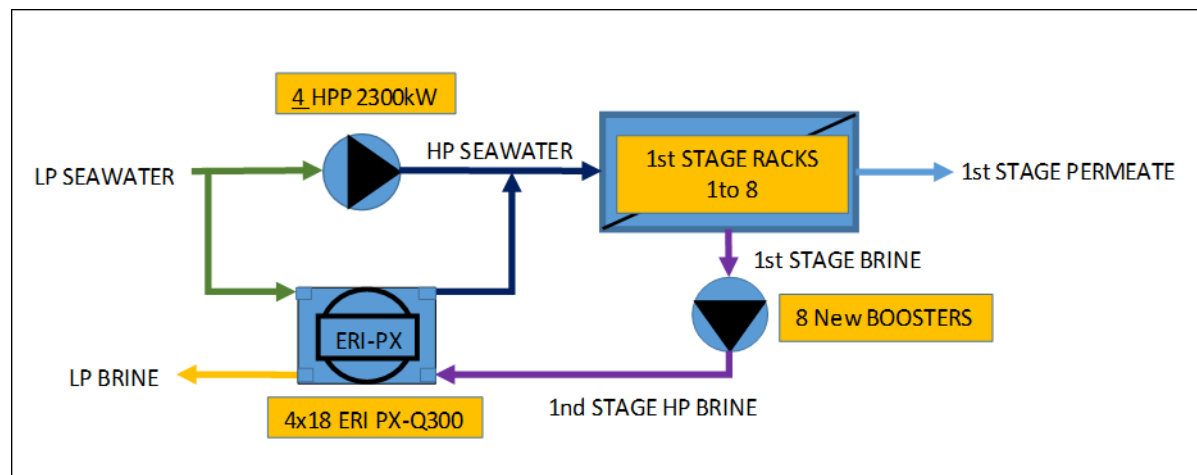 4 HPP 2300kW
HP SEAWATER
LP SEAWATER
1st STAGE RACKS
1to 8
1st STAGE PERMEATE
1st STAGE BRINE
8 New BOOSTERS
ERI-PX
LP BRINE
1nd STAGE HP BRINE
4x18 ERI PX-Q300